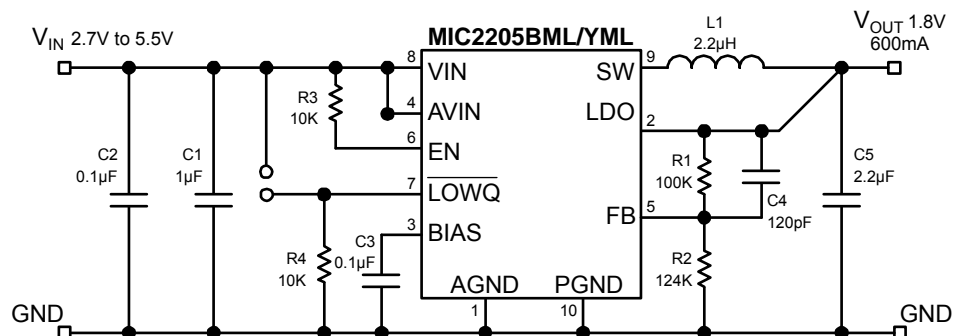 MIC2205BML/YML
V_IN 2.7V to 5.5V
L1
2.2µH
V_OUT 1.8V
600mA
8
VIN
SW
9
R3
10K
4
AVIN
LDO
2
6
EN
C2
0.1µF
C1
1µF
R1
100K
C4
120pF
C5
2.2µF
7
LOWQ
FB
5
3
BIAS
R4
10K
C3
0.1µF
R2
124K
AGND
PGND
1
10
GND
GND